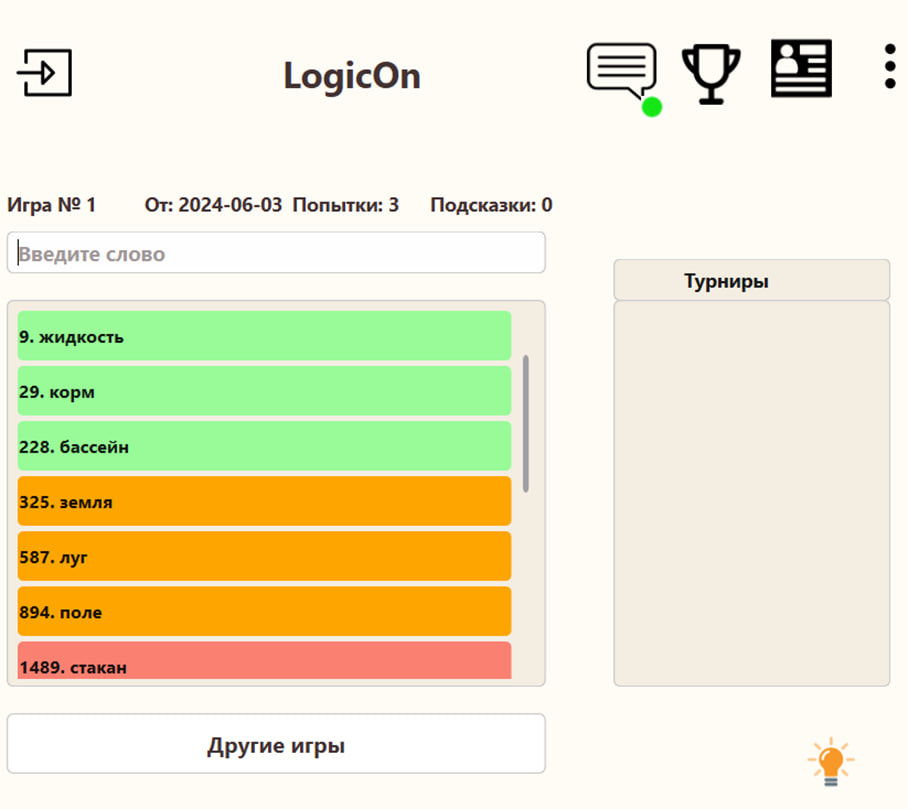 LogicOn
Игра № 1 От: 2024-06-03 Попытки: 3 Подсказки: 0
Введите слово
9. жидкость
29. корм
228. бассейн
325. земля
587. луг
894. поле
1489. стакан
Турниры
Другие игры